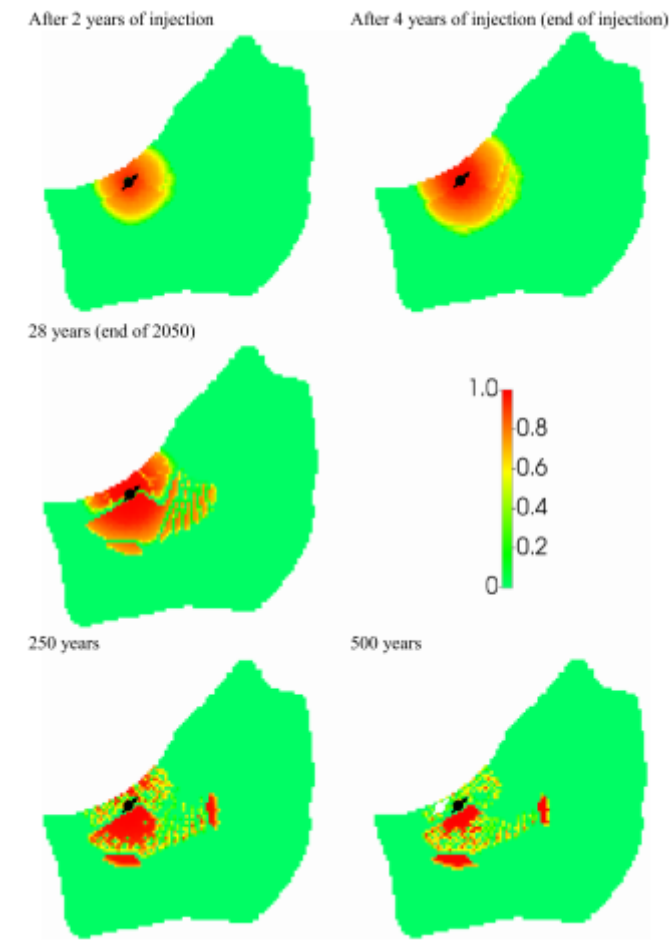 After 2 years of injection
After 4 years of injection (end of injection)
28 years (end of 2050)
1.0
0.8
0.6
0.4
0.2
0
250 years
500 years